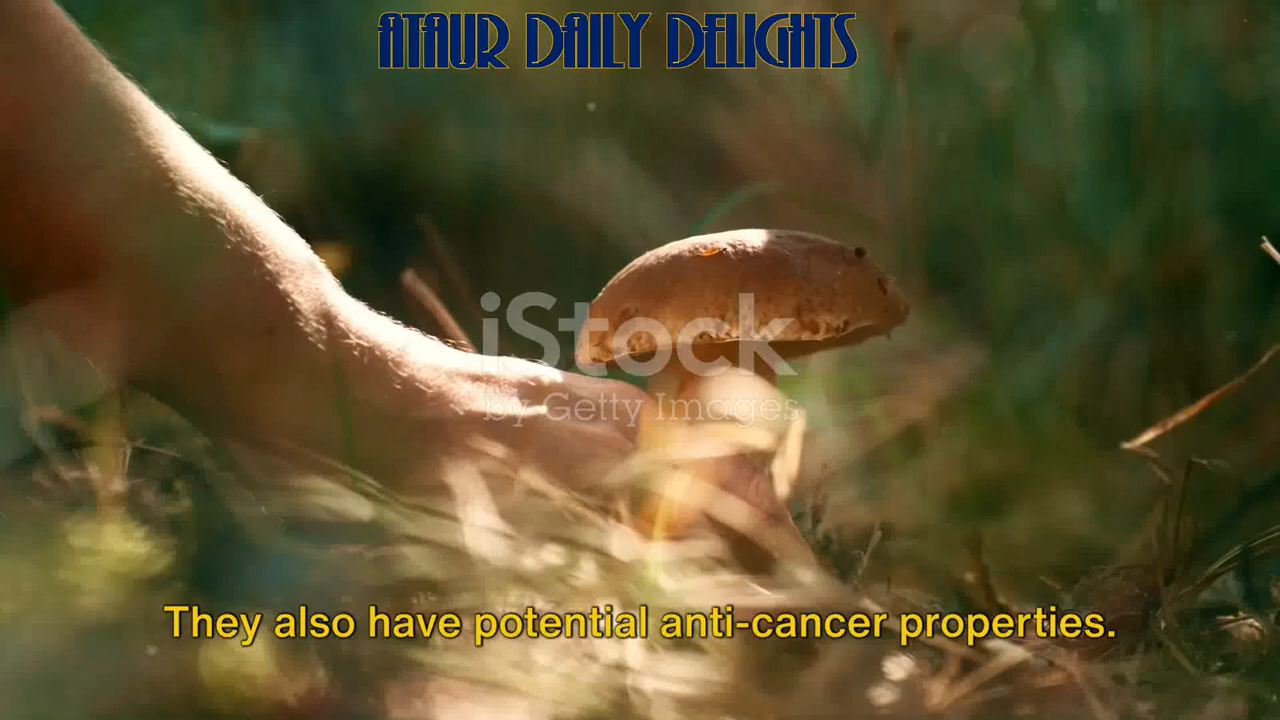 ATAUR DAILY DELIGHTS
iStock
by Getty Images
They also have potential anti-cancer properties.